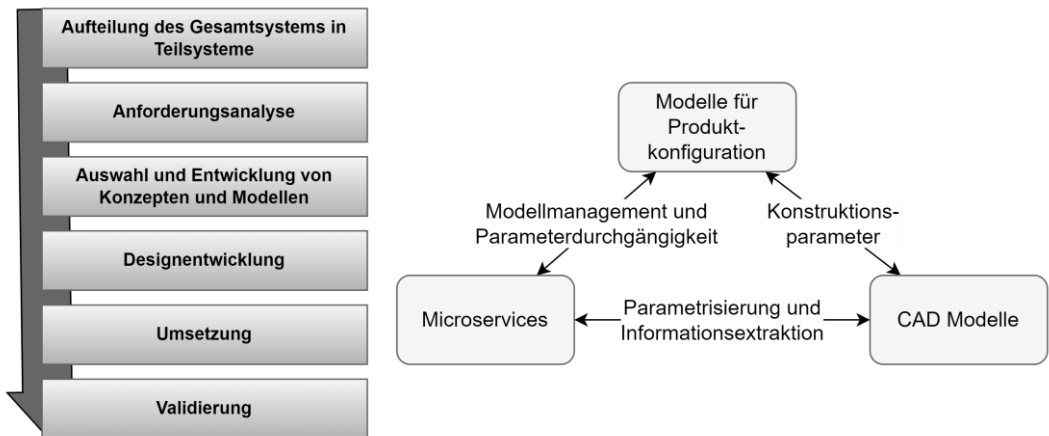 Aufteilung des Gesamtsystems in
Teilsysteme
Anforderungsanalyse
Auswahl und Entwicklung von
Konzepten und Modellen
Designentwicklung
Umsetzung
Validierung
Modelle für
Produkt-
konfiguration
Modellmanagement und
Parameterdurchgängigkeit
Konstruktions-
parameter
Microservices
Parametrisierung und
Informationsextraktion
CAD Modelle